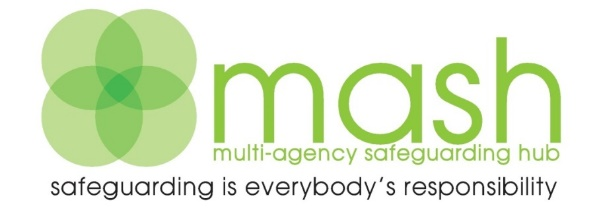 mash
multi-agency safeguarding hub
safeguarding is everybody's responsibility